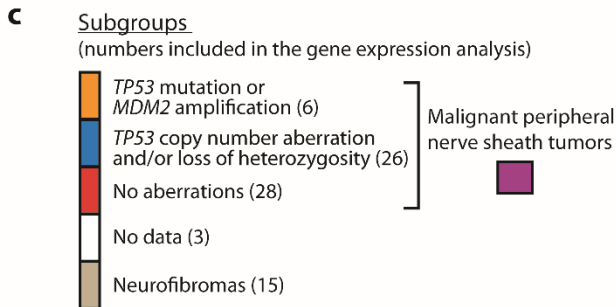 c
Subgroups
(numbers included in the gene expression analysis)
TP53 mutation or
MDM2 amplification (6)
TP53 copy number aberration
and/or loss of heterozygosity (26)
No aberrations (28)
No data (3)
Neurofibromas (15)
Malignant peripheral
nerve sheath tumors